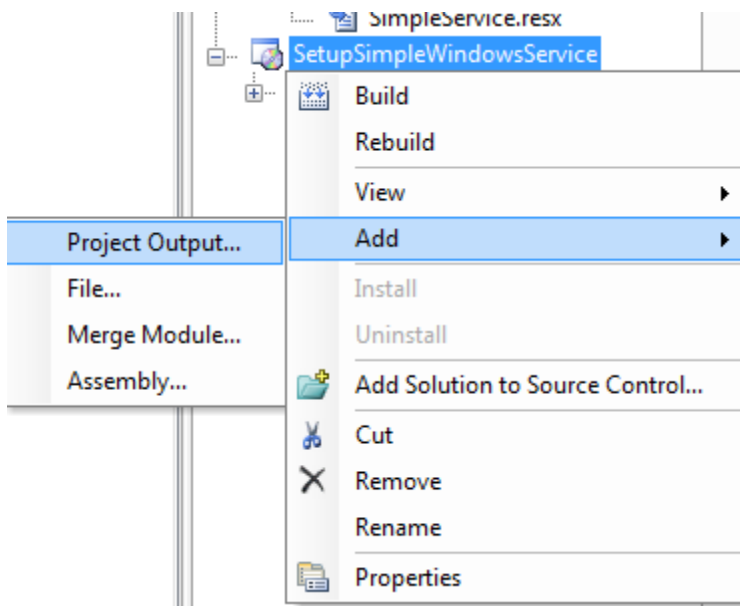 SimpleService.resx
SetupSimpleWindowsService
Build
Rebuild
View
Add
Project Output...
File...
Merge Module...
Assembly...
Install
Uninstall
Add Solution to Source Control...
Cut
Remove
Rename
Properties